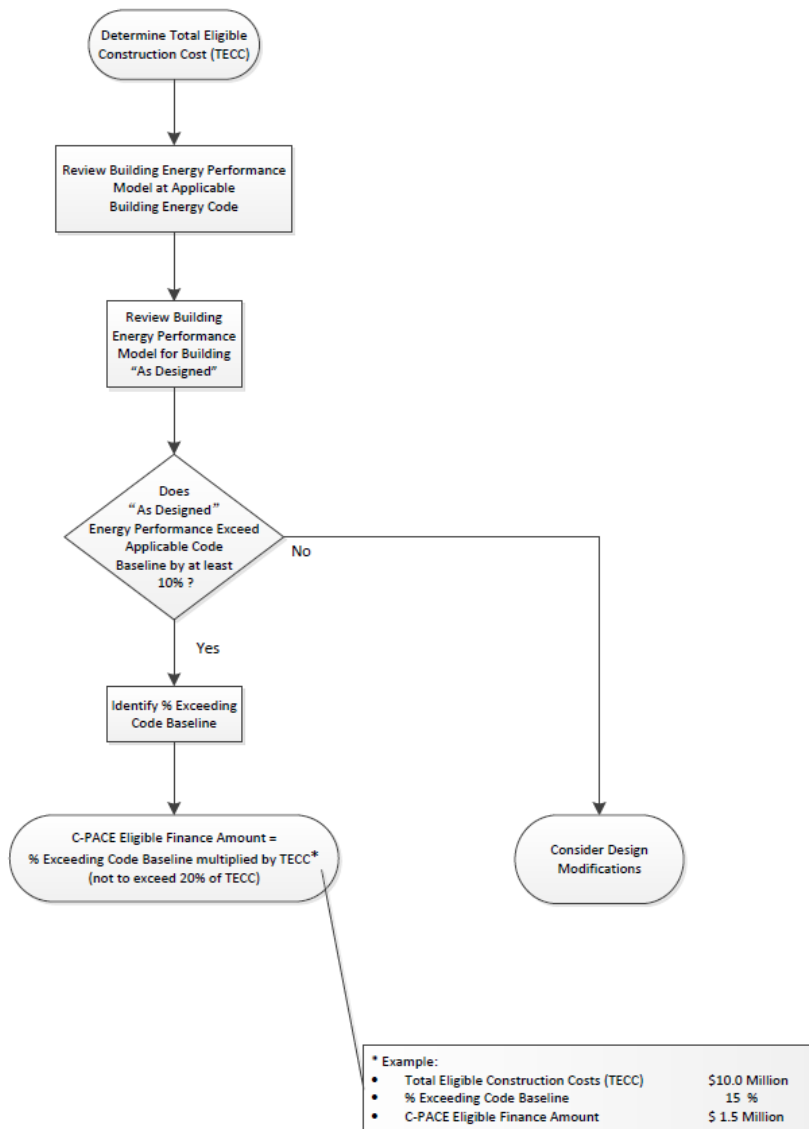 Determine Total Eligible
Construction Cost (TECC)
Review Building Energy Performance
Model at Applicable
Building Energy Code
Review Building
Energy Performance
Model for Building
“As Designed”
Does
“As Designed”
Energy Performance Exceed
Applicable Code
Baseline by at least
10% ?
No
Yes
Identify % Exceeding
Code Baseline
C-PACE Eligible Finance Amount =
% Exceeding Code Baseline multiplied by TECC*
(not to exceed 20% of TECC)
Consider Design
Modifications
* Example:
• Total Eligible Construction Costs (TECC) $10.0 Million
• % Exceeding Code Baseline 15 %
• C-PACE Eligible Finance Amount $ 1.5 Million